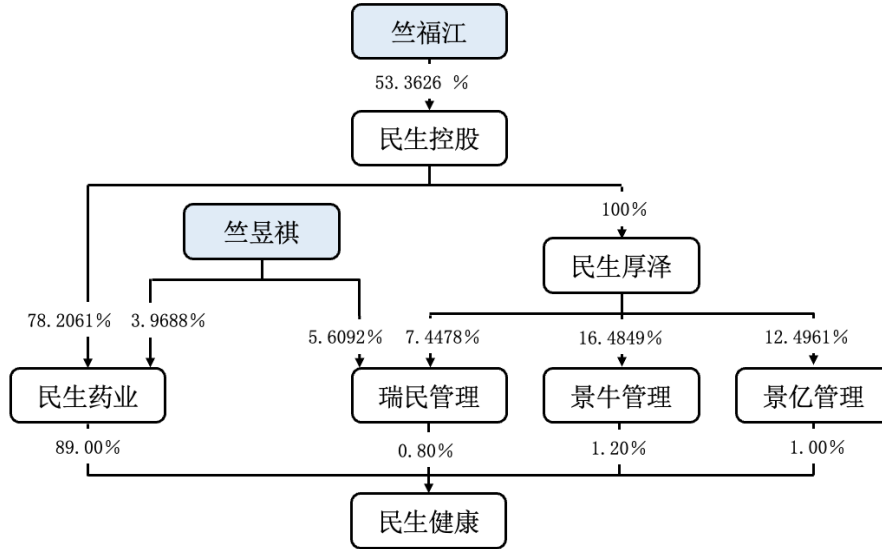 竺福江
53.3626 %
民生控股
100%
竺昱祺
民生厚泽
78.2061% 3.9688% 5.6092% 7.4478% 16.4849% 12.4961%
民生药业 瑞民管理 景牛管理 景亿管理
89.00% 0.80% 1.20% 1.00%
民生健康